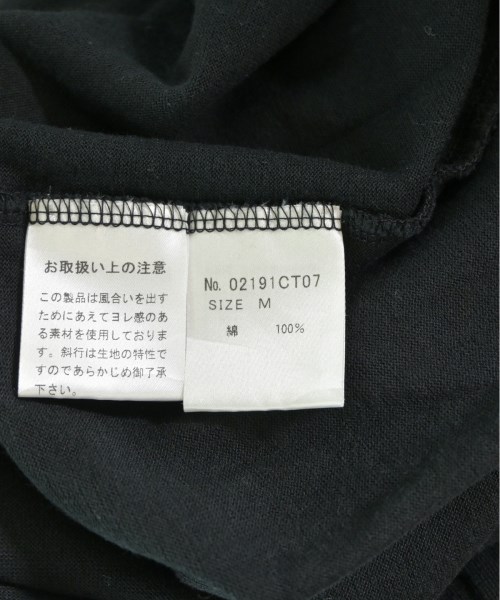 お取扱い上の注意
この製品は風合いを出す
ためにあえてヨレ感のあ
る素材を使用しておりま
す。斜行は生地の特性で
すのであらかじめ御了承
下さい。
No. 02191CT07
SIZE M
綿 100%